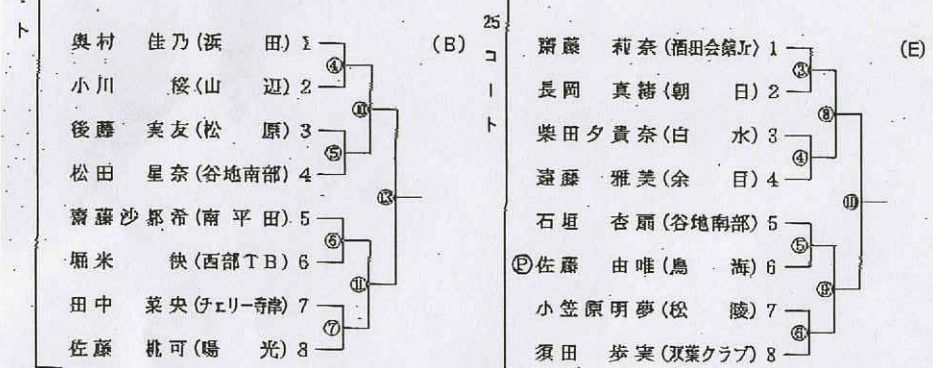 ト
(B)
奥村 佳乃(浜 田) 1
小川 桜(山 辺) 2
後藤 実友(松 原) 3
松田 星奈(谷地南部) 4
齋藤沙都希(南平田) 5
堀米 快(西部TB) 6
田中 菜央(チェリー寺津) 7
佐藤 桃可(陽 光) 8
④
⑤
⑥
⑦
⑩
⑪
⑬
25コート
(E)
齋藤 莉奈(酒田会館Jr) 1
長岡 真緒(朝 日) 2
柴田夕貴奈(白 水) 3
遠藤 雅美(余 目) 4
石垣 杏扇(谷地南部) 5
Ⓟ佐藤 由唯(鳥 海) 6
小笠原明夢(松 陵) 7
須田 歩実(双葉クラブ) 8
③
④
⑤
⑥
⑧
⑨